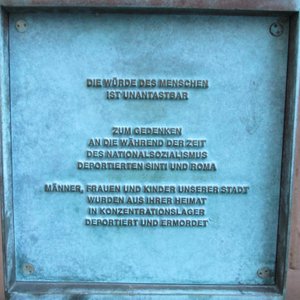 DIE WÜRDE DES MENSCHEN
IST UNANTASTBAR
ZUM GEDENKEN
AN DIE WÄHREND DER ZEIT
DES NATIONALSOZIALISMUS
DEPORTIERTEN SINTI UND ROMA
MÄNNER, FRAUEN UND KINDER UNSERER STADT
WURDEN AUS IHRER HEIMAT
IN KONZENTRATIONSLAGER
DEPORTIERT UND ERMORDET